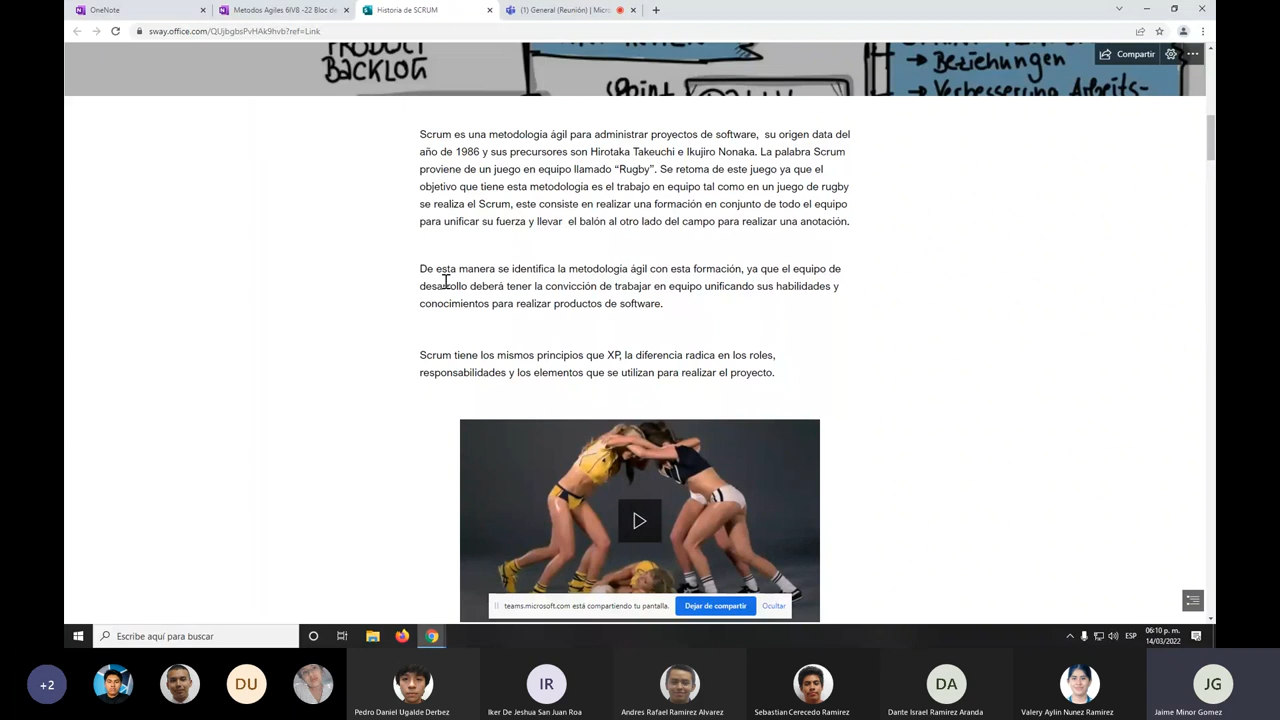 OneNote
Metodos Agiles 6IV8 -22 Bloc de
Historia de SCRUM
(1) General (Reunión) | Micro
sway.office.com/QUjbgbsPvHAk9hvb?ref=Link
PRODUCT
BACKLOG
Beziehungen
Verbesserung Arbeits-
Compartir
Scrum es una metodología ágil para administrar proyectos de software, su origen data del
año de 1986 y sus precursores son Hirotaka Takeuchi e Ikujiro Nonaka. La palabra Scrum
proviene de un juego en equipo llamado “Rugby”. Se retoma de este juego ya que el
objetivo que tiene esta metodología es el trabajo en equipo tal como en un juego de rugby
se realiza el Scrum, este consiste en realizar una formación en conjunto de todo el equipo
para unificar su fuerza y llevar el balón al otro lado del campo para realizar una anotación.
De esta manera se identifica la metodología ágil con esta formación, ya que el equipo de
desarrollo deberá tener la convicción de trabajar en equipo unificando sus habilidades y
conocimientos para realizar productos de software.
Scrum tiene los mismos principios que XP, la diferencia radica en los roles,
responsabilidades y los elementos que se utilizan para realizar el proyecto.
teams.microsoft.com está compartiendo tu pantalla.
Dejar de compartir
Ocultar
Escribe aquí para buscar
ESP
06:10 p. m.
14/03/2022
+2
DU
IR
DA
JG
Pedro Daniel Ugalde Derbez
Iker De Jeshua San Juan Roa
Andres Rafael Ramirez Alvarez
Sebastian Cerecedo Ramirez
Dante Israel Ramirez Aranda
Valery Aylin Nunez Ramirez
Jaime Minor Gomez